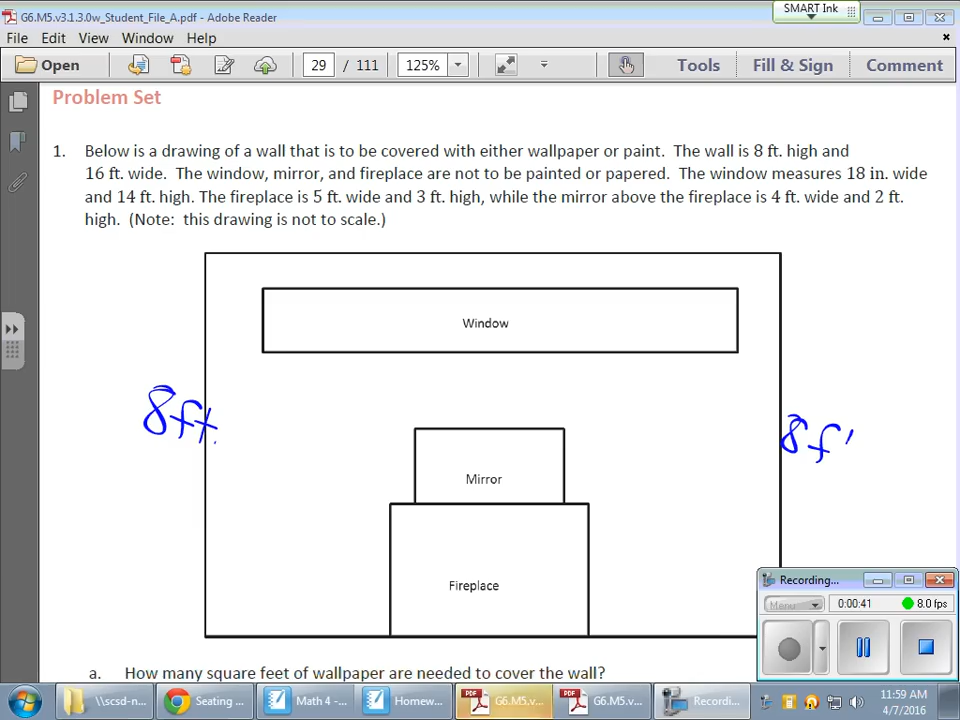 G6.M5.v3.1.3.0w_Student_File_A.pdf - Adobe Reader
SMART Ink
File Edit View Window Help
Open 29 / 111 125% Tools Fill & Sign Comment
Problem Set
1. Below is a drawing of a wall that is to be covered with either wallpaper or paint. The wall is 8 ft. high and
16 ft. wide. The window, mirror, and fireplace are not to be painted or papered. The window measures 18 in. wide
and 14 ft. high. The fireplace is 5 ft. wide and 3 ft. high, while the mirror above the fireplace is 4 ft. wide and 2 ft.
high. (Note: this drawing is not to scale.)
Window
8ft.
8f'
Mirror
Fireplace
Recording...
Menu 0:00:41 8.0 fps
a. How many square feet of wallpaper are needed to cover the wall?
\\sccd-n... Seating ... Math 4 -... Homew... G6.M5.v... G6.M5.v... Recordi... 11:59 AM
4/7/2016